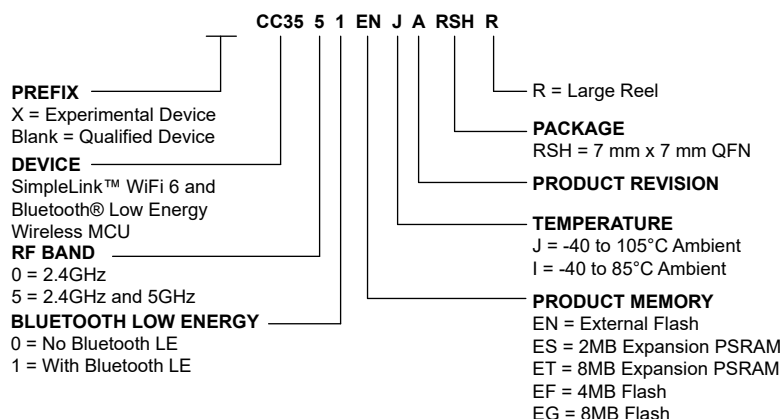 CC35 5 1 EN J A RSH R
PREFIX
X = Experimental Device
Blank = Qualified Device
DEVICE
SimpleLink™ WiFi 6 and
Bluetooth® Low Energy
Wireless MCU
RF BAND
0 = 2.4GHz
5 = 2.4GHz and 5GHz
BLUETOOTH LOW ENERGY
0 = No Bluetooth LE
1 = With Bluetooth LE
R = Large Reel
PACKAGE
RSH = 7 mm x 7 mm QFN
PRODUCT REVISION
TEMPERATURE
J = -40 to 105°C Ambient
I = -40 to 85°C Ambient
PRODUCT MEMORY
EN = External Flash
ES = 2MB Expansion PSRAM
ET = 8MB Expansion PSRAM
EF = 4MB Flash
EG = 8MB Flash